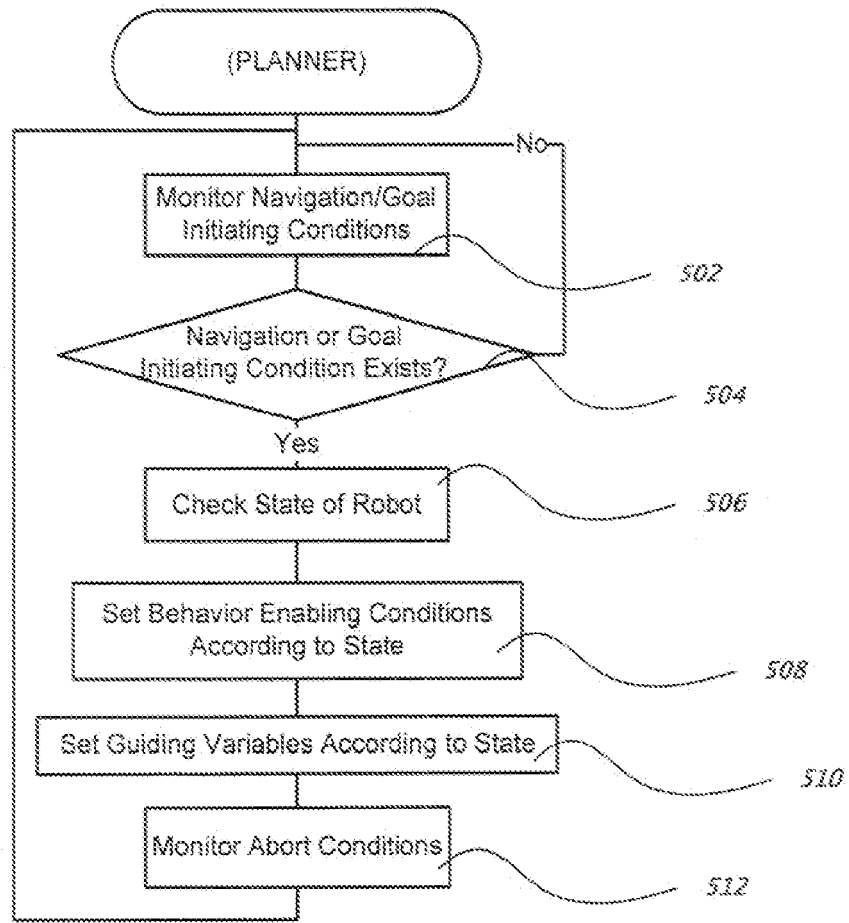 (PLANNER)
No
Monitor Navigation/Goal
Initiating Conditions
502
Navigation or Goal
Initiating Condition Exists?
504
Yes
Check State of Robot
506
Set Behavior Enabling Conditions
According to State
508
Set Guiding Variables According to State
510
Monitor Abort Conditions
512